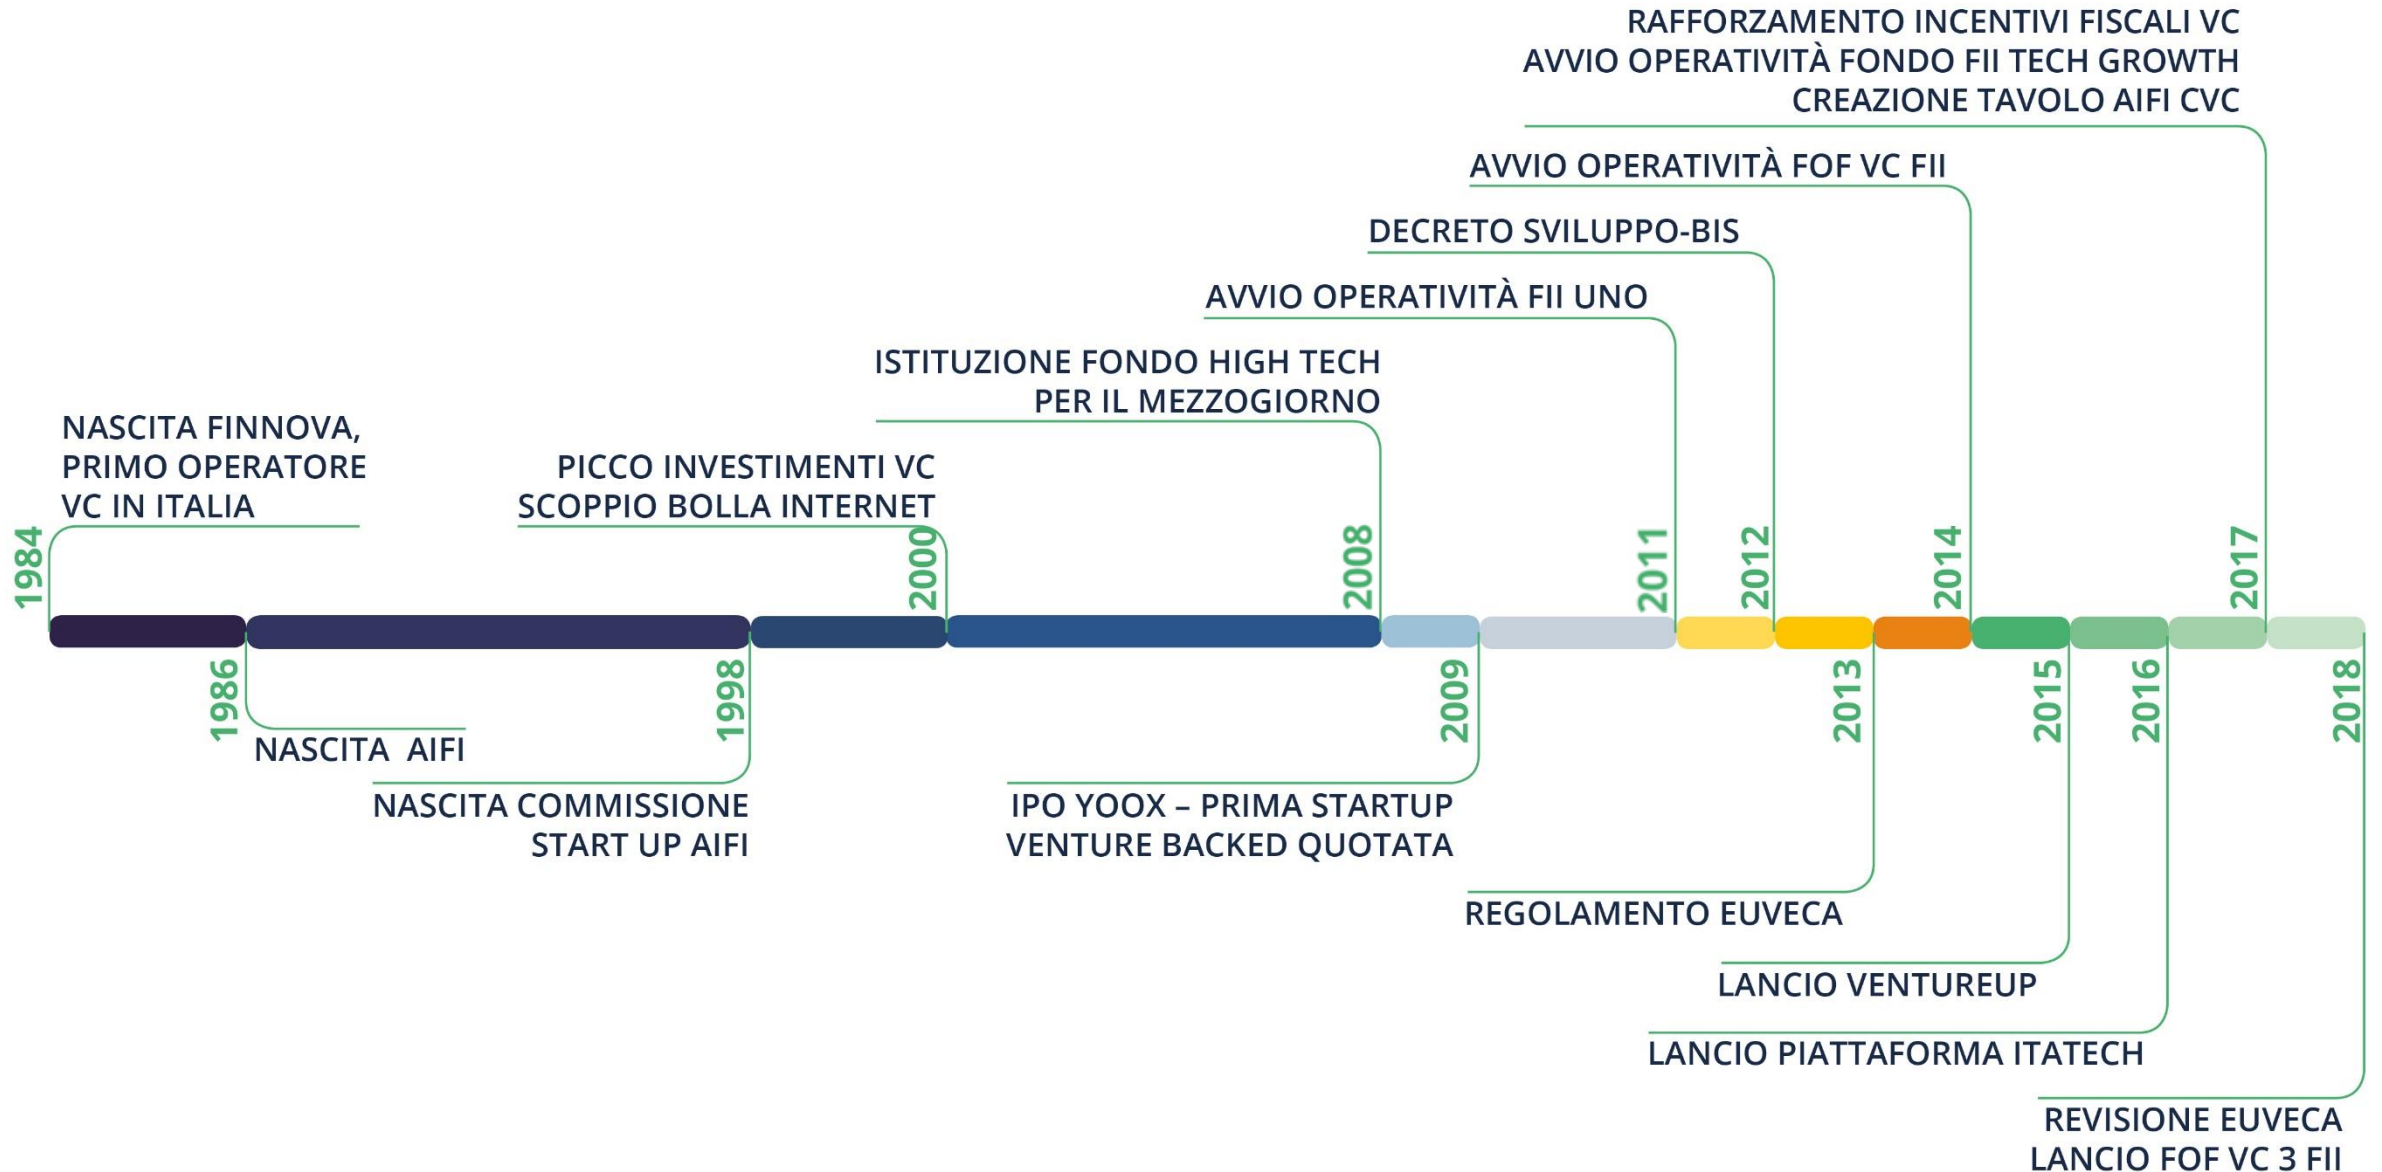 RAFFORZAMENTO INCENTIVI FISCALI VC
AVVIO OPERATIVITÀ FONDO FII TECH GROWTH
CREAZIONE TAVOLO AIFI CVC
AVVIO OPERATIVITÀ FOF VC FII
DECRETO SVILUPPO-BIS
AVVIO OPERATIVITÀ FII UNO
ISTITUZIONE FONDO HIGH TECH
PER IL MEZZOGIORNO
NASCITA FINNOVA,
PRIMO OPERATORE
VC IN ITALIA
PICCO INVESTIMENTI VC
SCOPPIO BOLLA INTERNET
1984
2000
2008
2011
2012
2014
2017
1986
1998
2009
2013
2015
2016
2018
NASCITA AIFI
NASCITA COMMISSIONE
START UP AIFI
IPO YOOX – PRIMA STARTUP
VENTURE BACKED QUOTATA
REGOLAMENTO EUVECA
LANCIO VENTUREUP
LANCIO PIATTAFORMA ITATECH
REVISIONE EUVECA
LANCIO FOF VC 3 FII